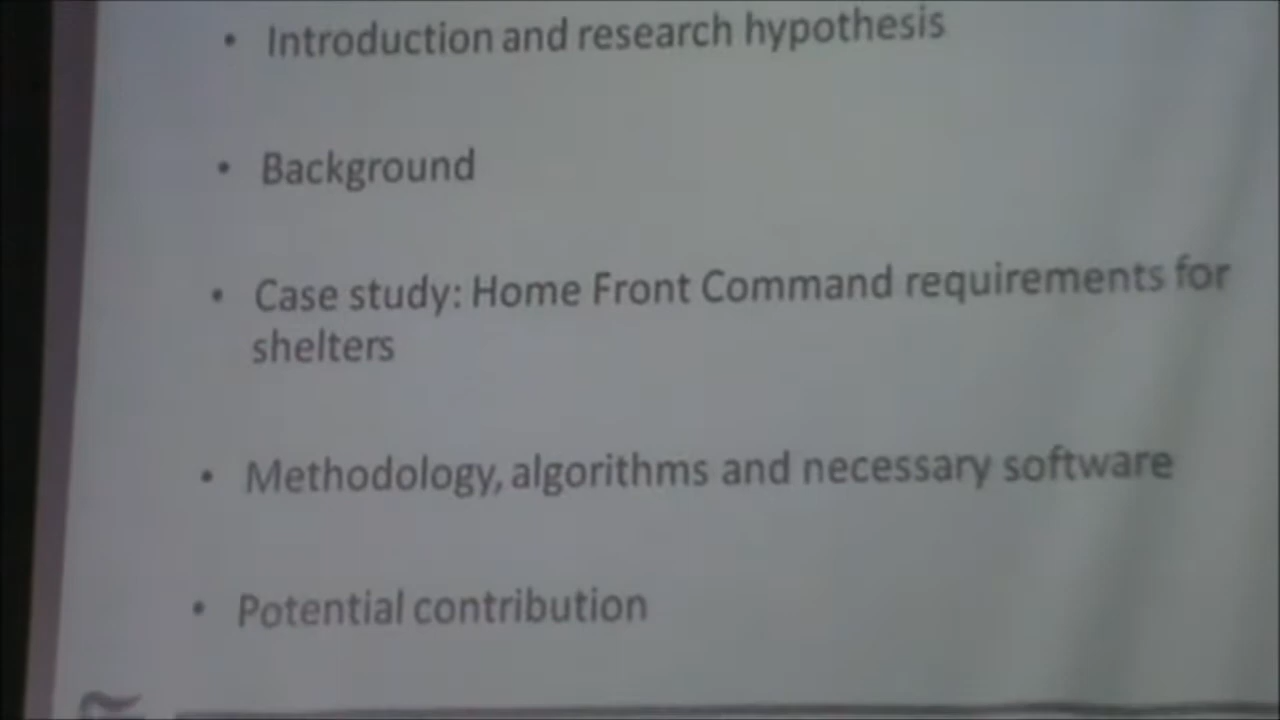 • Introduction and research hypothesis
• Background
• Case study: Home Front Command requirements for
shelters
• Methodology, algorithms and necessary software
• Potential contribution